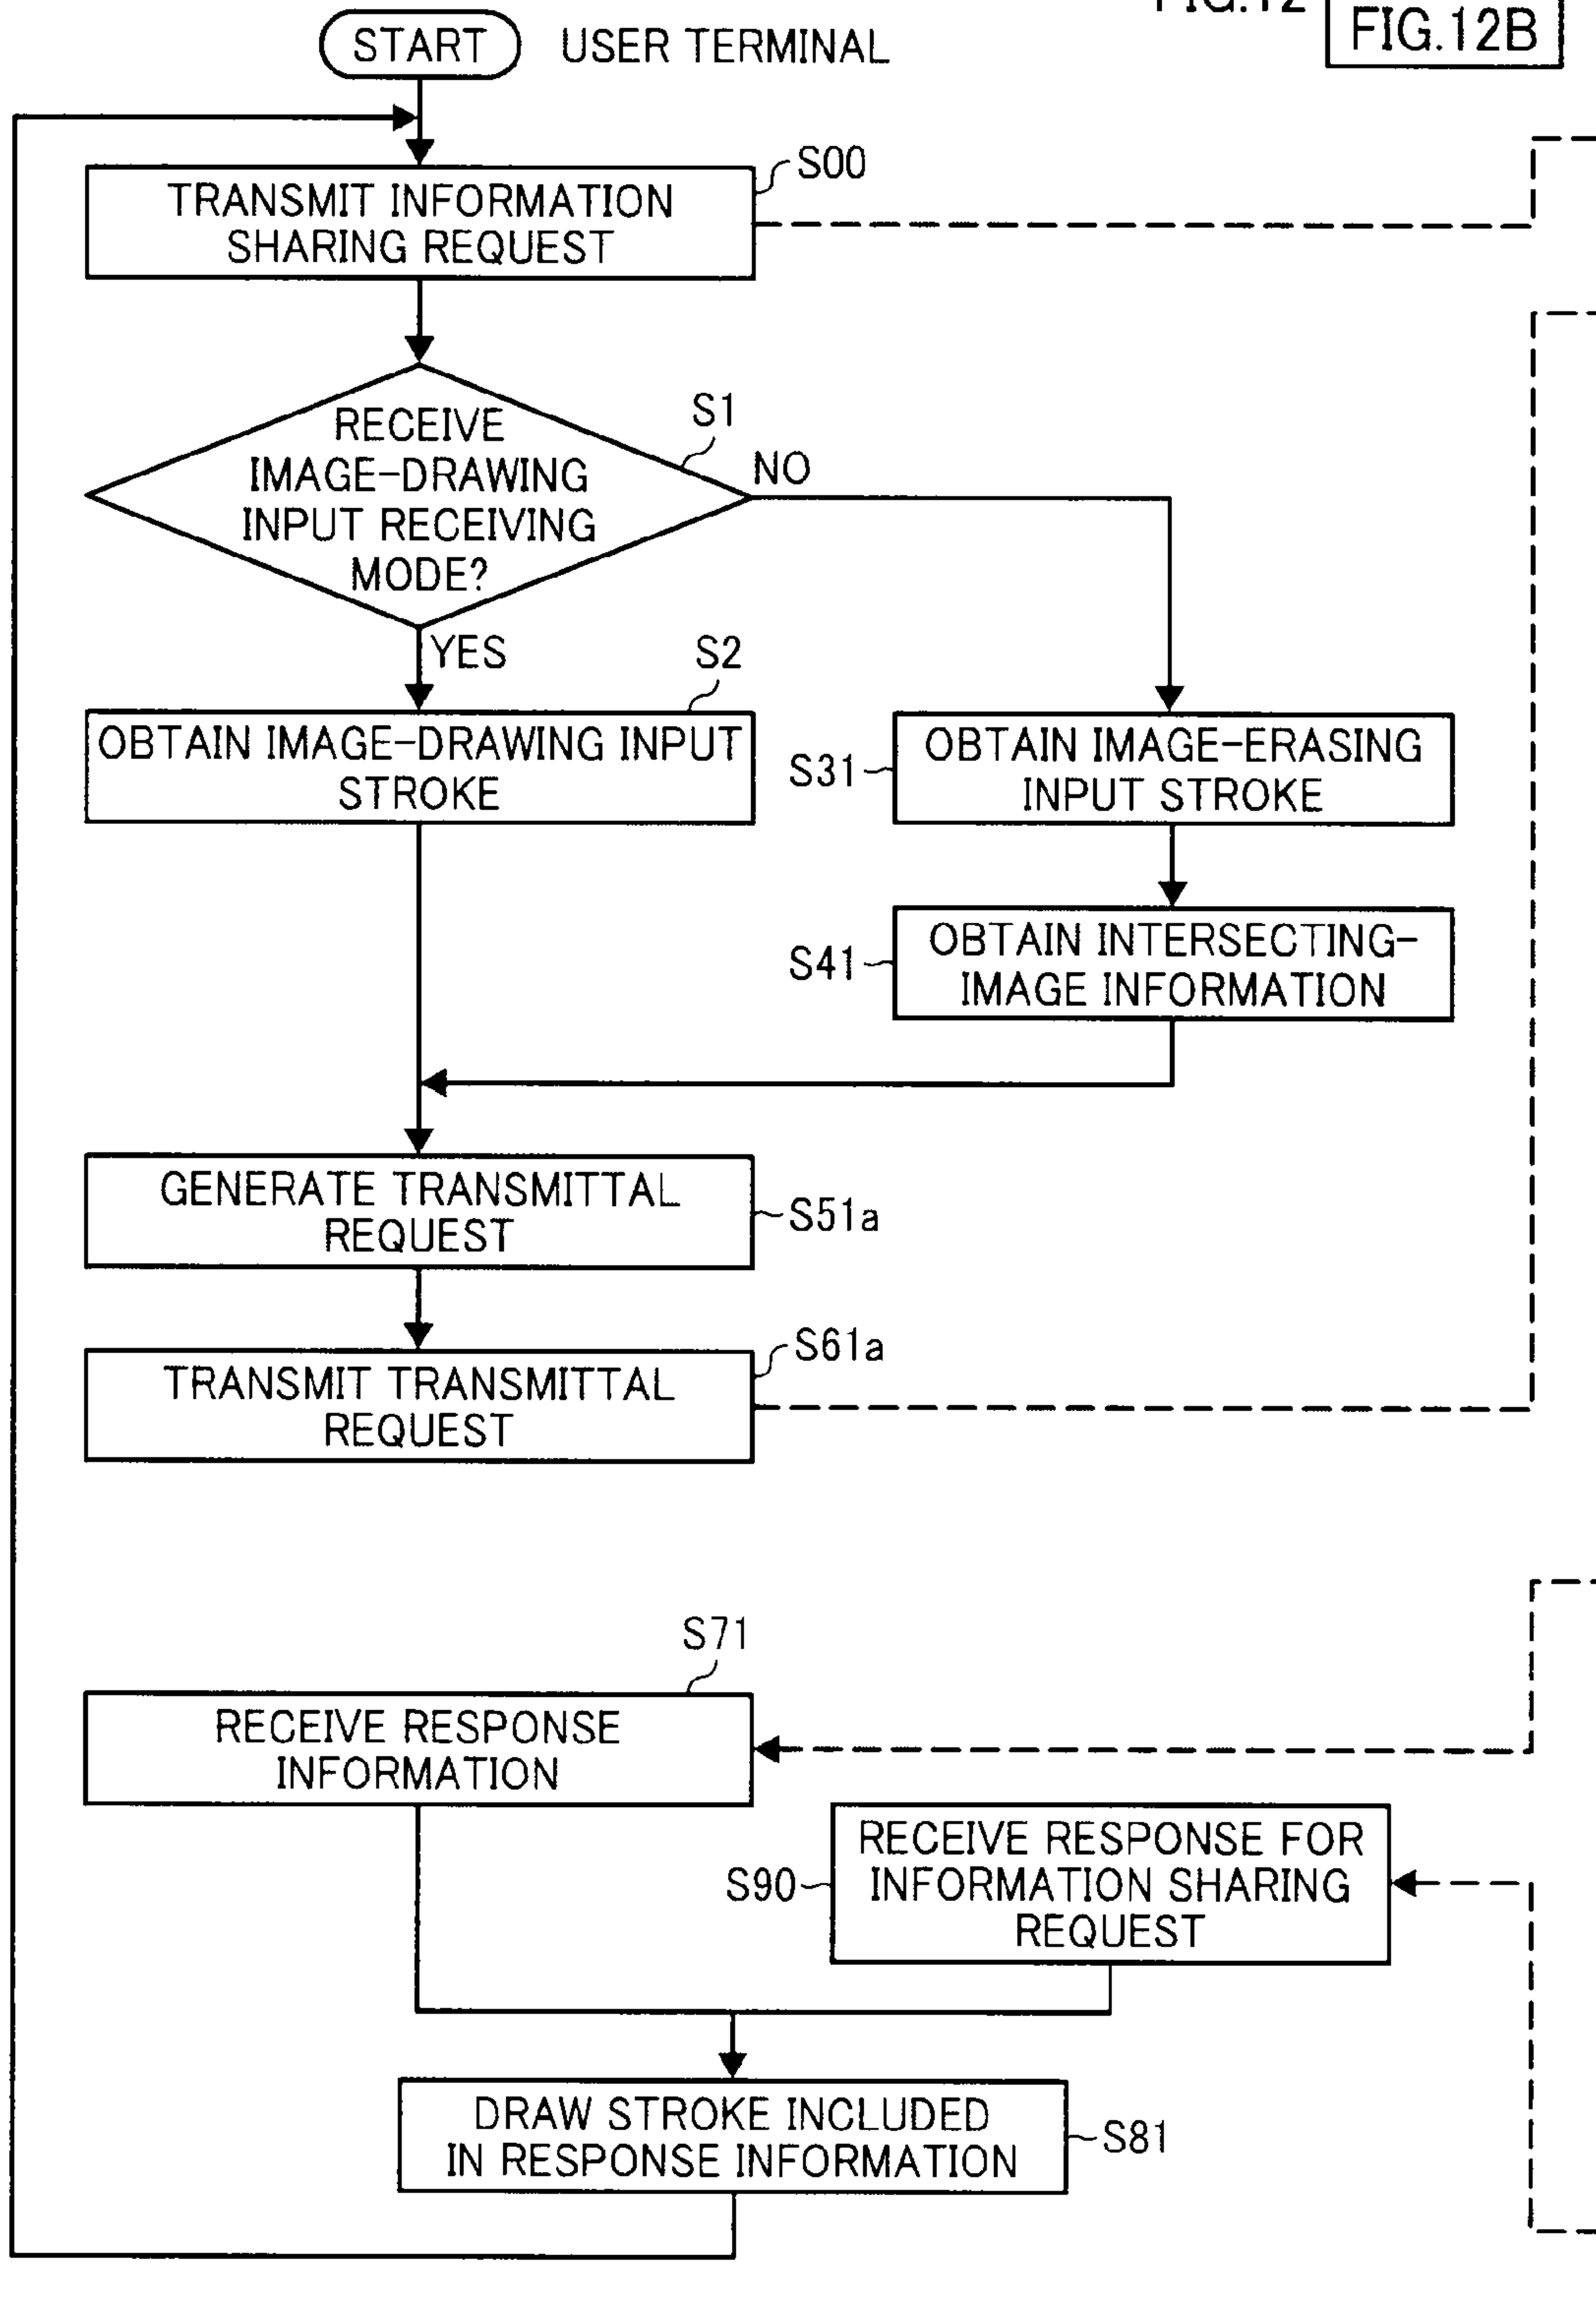 FIG.12
FIG.12B
START
USER TERMINAL
S00
TRANSMIT INFORMATION
SHARING REQUEST
S1
RECEIVE
IMAGE-DRAWING
INPUT RECEIVING
MODE?
NO
YES
S2
OBTAIN IMAGE-DRAWING INPUT
STROKE
S31
OBTAIN IMAGE-ERASING
INPUT STROKE
S41
OBTAIN INTERSECTING-
IMAGE INFORMATION
GENERATE TRANSMITTAL
REQUEST
S51a
S61a
TRANSMIT TRANSMITTAL
REQUEST
S71
RECEIVE RESPONSE
INFORMATION
S90
RECEIVE RESPONSE FOR
INFORMATION SHARING
REQUEST
DRAW STROKE INCLUDED
IN RESPONSE INFORMATION
S81